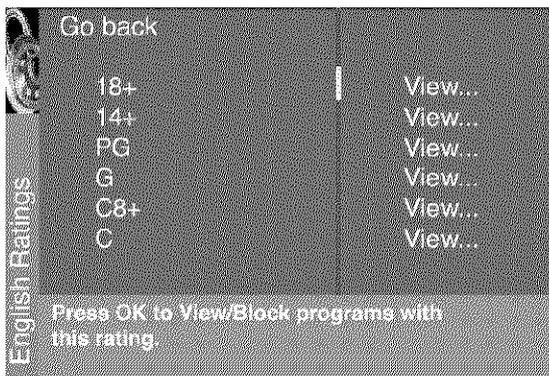 Go back
18+ View...
14+ View...
PG View...
G View...
C8+ View...
C View...
English Ratings
Press OK to View/Block programs with
this rating.